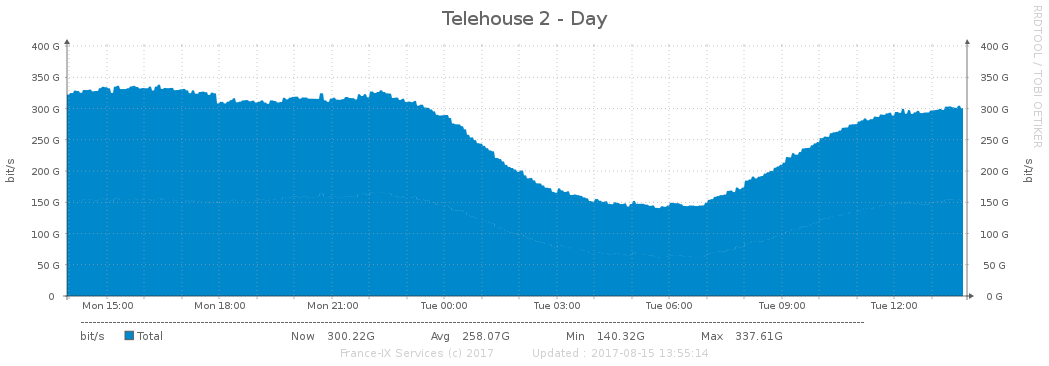 Telehouse 2 - Day
RRDTOOL / TOBI OETIKER
400 G 400 G
350 G 350 G
300 G 300 G
250 G 250 G
200 G 200 G
150 G 150 G
100 G 100 G
50 G 50 G
0 0 G
bit/s
bit/s
Mon 15:00 Mon 18:00 Mon 21:00 Tue 00:00 Tue 03:00 Tue 06:00 Tue 09:00 Tue 12:00
bit/s Total Now 300.22G Avg 258.07G Min 140.32G Max 337.61G
France-IX Services (c) 2017 Updated : 2017-08-15 13:55:14